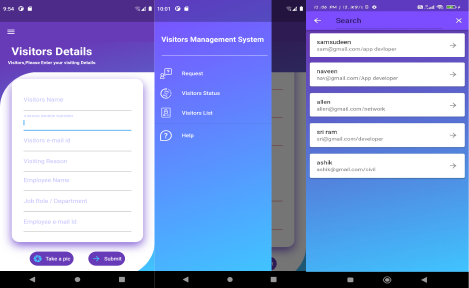 9:54
Visitors Details
Visitors,Please Enter your visiting Details
Visitors Name
Visitors e-mail id
Visiting Reason
Employee Name
Job Role / Department
Employee e-mail id
Take a pic
Submit
10:01
Visitors Management System
Request
Visitors Status
Visitors List
Help
Search
samsudeen
sam@gmail.com/app devloper
naveen
nav@gmail.com/App developer
allen
allen@gmail.com/network
sri ram
sri@gmail.com/developer
ashik
ashik@gmail.com/civil